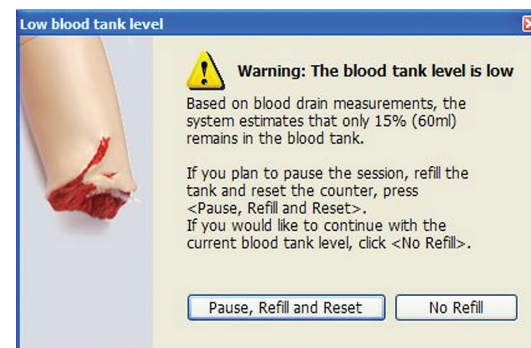 Low blood tank level
Warning: The blood tank level is low
Based on blood drain measurements, the
system estimates that only 15% (60ml)
remains in the blood tank.
If you plan to pause the session, refill the
tank and reset the counter, press
<Pause, Refill and Reset>.
If you would like to continue with the
current blood tank level, click <No Refill>.
Pause, Refill and Reset
No Refill